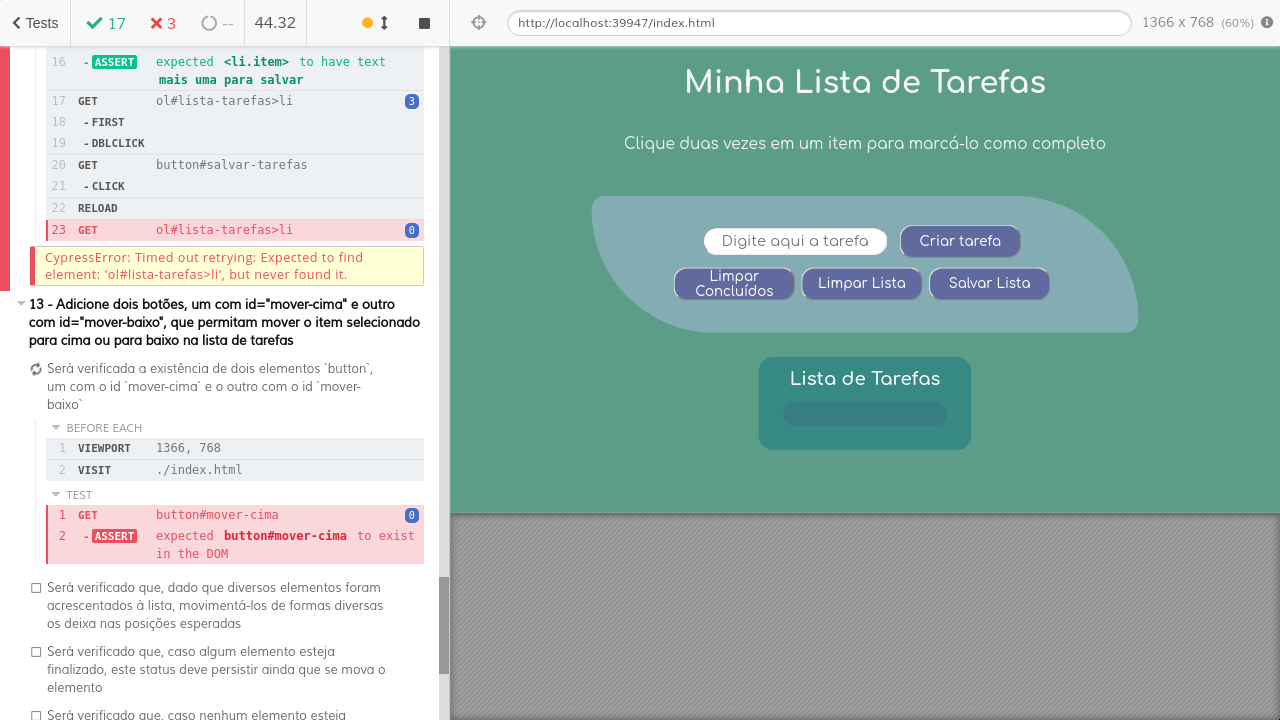 Tests
17
3
--
44.32
http://localhost:39947/index.html
1366 x 768 (60%)
16 - ASSERT expected <li.item> to have text
mais uma para salvar
17 GET ol#lista-tarefas>li 3
18 - FIRST
19 - DBLCLICK
20 GET button#salvar-tarefas
21 - CLICK
22 RELOAD
23 GET ol#lista-tarefas>li 0
CypressError: Timed out retrying: Expected to find
element: 'ol#lista-tarefas>li', but never found it.
13 - Adicione dois botões, um com id="mover-cima" e outro
com id="mover-baixo", que permitam mover o item selecionado
para cima ou para baixo na lista de tarefas
Será verificada a existência de dois elementos `button`,
um com o id `mover-cima` e o outro com o id `mover-
baixo`
BEFORE EACH
1 VIEWPORT 1366, 768
2 VISIT ./index.html
TEST
1 GET button#mover-cima 0
2 - ASSERT expected button#mover-cima to exist
in the DOM
Será verificado que, dado que diversos elementos foram
acrescentados à lista, movimentá-los de formas diversas
os deixa nas posições esperadas
Será verificado que, caso algum elemento esteja
finalizado, este status deve persistir ainda que se mova o
elemento
Será verificado que, caso nenhum elemento esteja
Minha Lista de Tarefas
Clique duas vezes em um item para marcá-lo como completo
Digite aqui a tarefa
Criar tarefa
Limpar
Concluídos
Limpar Lista
Salvar Lista
Lista de Tarefas